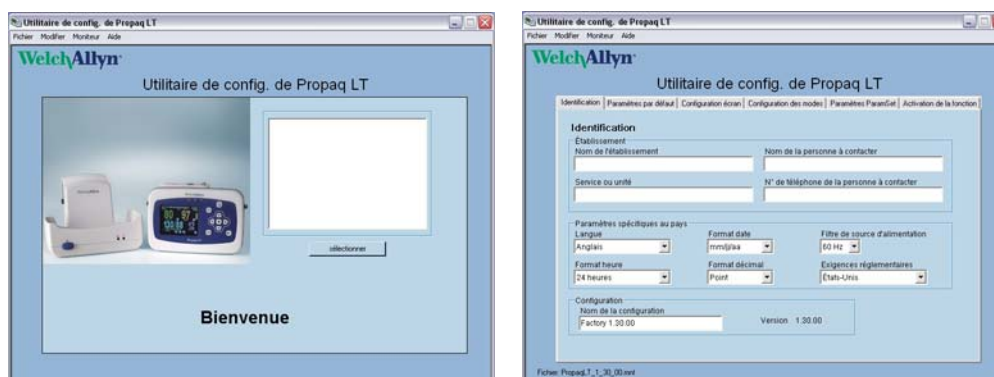 Utilitaire de config. de Propaq LT
Fichier Modifier Moniteur Aide
WelchAllyn
Utilitaire de config. de Propaq LT
sélectionner
Bienvenue
Utilitaire de config. de Propaq LT
Fichier Modifier Moniteur Aide
WelchAllyn
Utilitaire de config. de Propaq LT
Identification Paramètres par défaut Configuration écran Configuration des modes Paramètres ParamSet Activation de la fonction
Identification
Établissement
Nom de l'établissement Nom de la personne à contacter
Service ou unité N° de téléphone de la personne à contacter
Paramètres spécifiques au pays
Langue Format date Filtre de source d'alimentation
Anglais mm/jj/aa 60 Hz
Format heure Format décimal Exigences réglementaires
24 heures Point États-Unis
Configuration
Nom de la configuration
Factory 1.30.00 Version 1.30.00
Fichier: PropaqLT_1_30_00.mnt